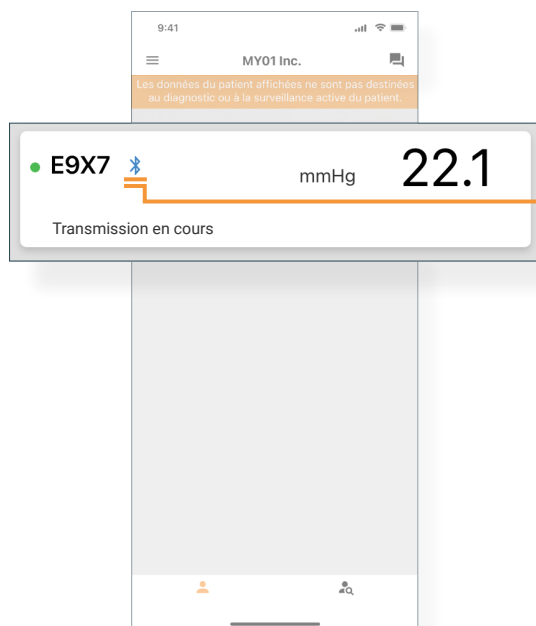 9:41
MY01 Inc.
Les données du patient affichées ne sont pas destinées
au diagnostic ou à la surveillance active du patient.
E9X7 mmHg 22.1
Transmission en cours